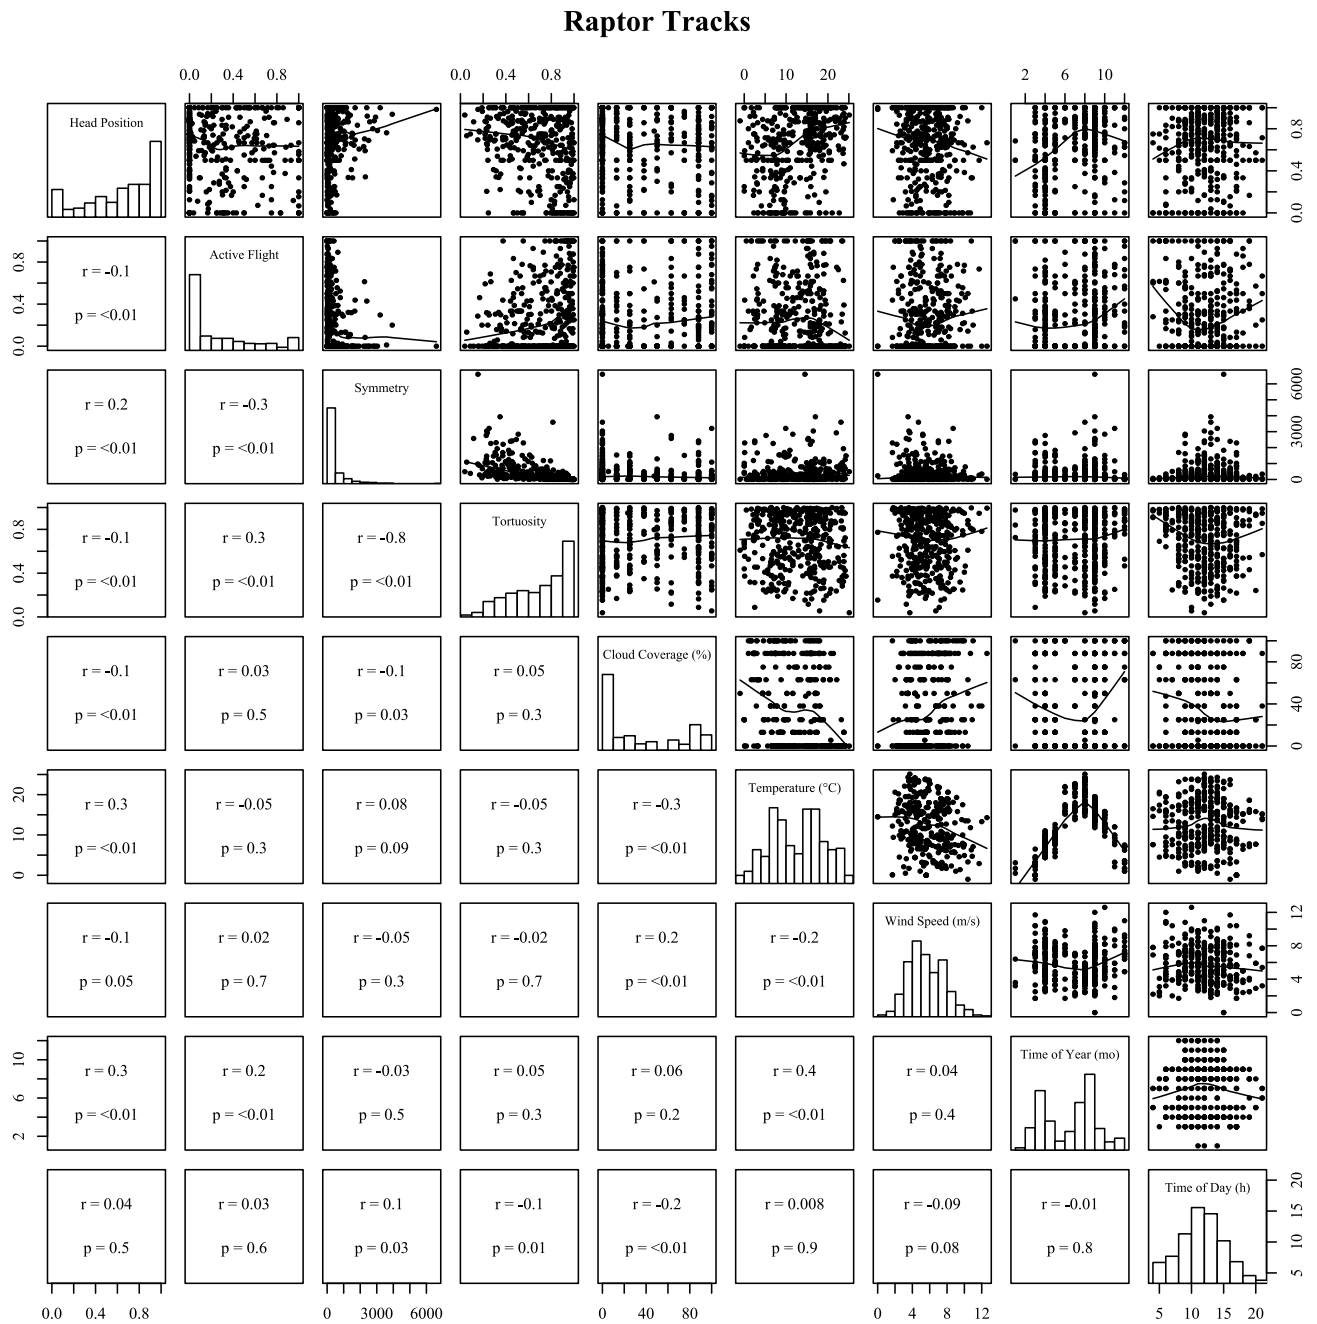 Raptor Tracks
0.0 0.4 0.8
0.0 0.4 0.8
0 10 20
2 6 10
Head Position
0.0 0.4 0.8
0.0 0.4 0.8
r = -0.1
p = <0.01
Active Flight
r = 0.2
p = <0.01
r = -0.3
p = <0.01
Symmetry
0 3000 6000
0.0 0.4 0.8
r = -0.1
p = <0.01
r = 0.3
p = <0.01
r = -0.8
p = <0.01
Tortuosity
r = -0.1
p = <0.01
r = 0.03
p = 0.5
r = -0.1
p = 0.03
r = 0.05
p = 0.3
Cloud Coverage (%)
0 40 80
0 10 20
r = 0.3
p = <0.01
r = -0.05
p = 0.3
r = 0.08
p = 0.09
r = -0.05
p = 0.3
r = -0.3
p = <0.01
Temperature (°C)
r = -0.1
p = 0.05
r = 0.02
p = 0.7
r = -0.05
p = 0.3
r = -0.02
p = 0.7
r = 0.2
p = <0.01
r = -0.2
p = <0.01
Wind Speed (m/s)
0 4 8 12
2 6 10
r = 0.3
p = <0.01
r = 0.2
p = <0.01
r = -0.03
p = 0.5
r = 0.05
p = 0.3
r = 0.06
p = 0.2
r = 0.4
p = <0.01
r = 0.04
p = 0.4
Time of Year (mo)
r = 0.04
p = 0.5
r = 0.03
p = 0.6
r = 0.1
p = 0.03
r = -0.1
p = 0.01
r = -0.2
p = <0.01
r = 0.008
p = 0.9
r = -0.09
p = 0.08
r = -0.01
p = 0.8
Time of Day (h)
5 10 15 20
0.0 0.4 0.8
0 3000 6000
0 40 80
0 4 8 12
5 10 15 20